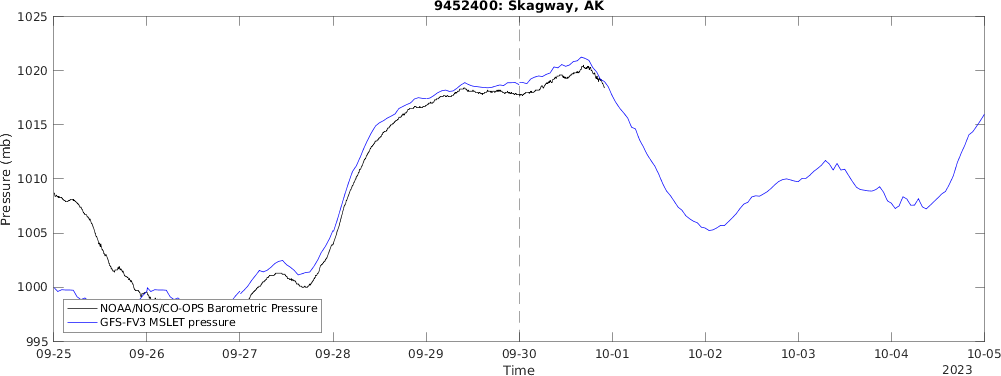 9452400: Skagway, AK
Pressure (mb)
1025
1020
1015
1010
1005
1000
995
NOAA/NOS/CO-OPS Barometric Pressure
GFS-FV3 MSLET pressure
09-25 09-26 09-27 09-28 09-29 09-30 10-01 10-02 10-03 10-04 10-05
Time
2023